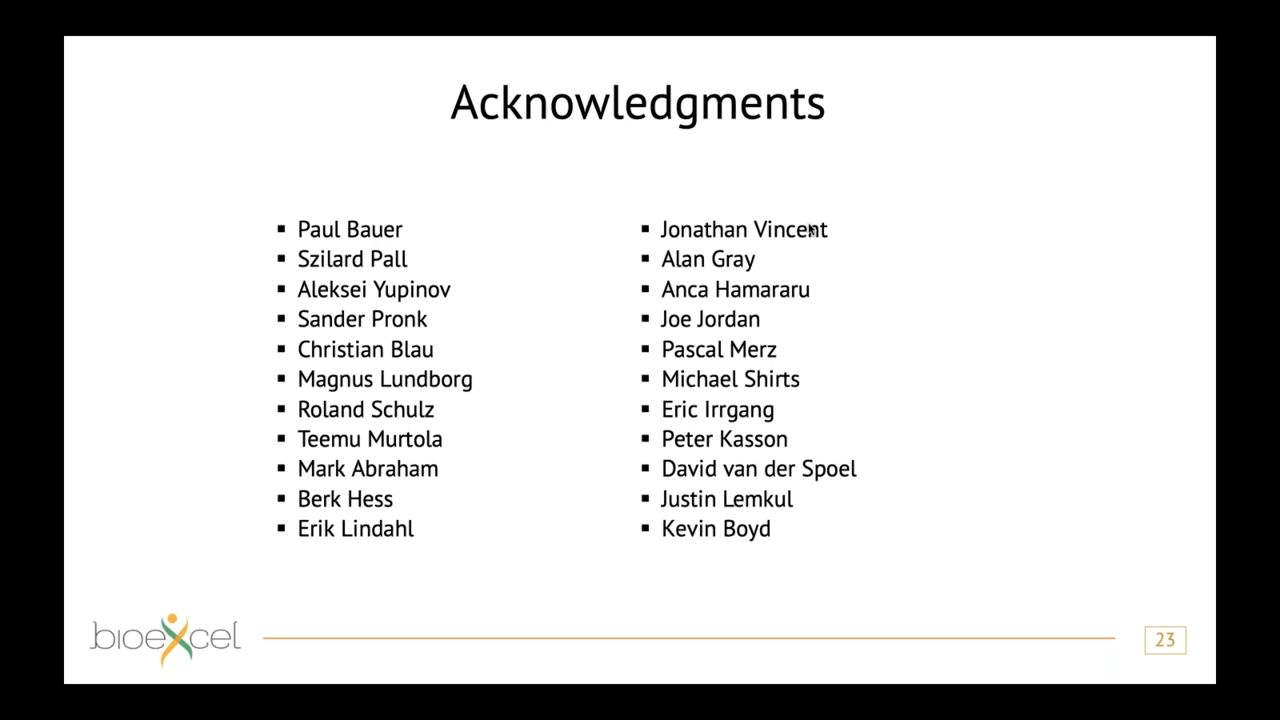 Acknowledgments
▪ Paul Bauer
▪ Szilard Pall
▪ Aleksei Yupinov
▪ Sander Pronk
▪ Christian Blau
▪ Magnus Lundborg
▪ Roland Schulz
▪ Teemu Murtola
▪ Mark Abraham
▪ Berk Hess
▪ Erik Lindahl
▪ Jonathan Vincent
▪ Alan Gray
▪ Anca Hamararu
▪ Joe Jordan
▪ Pascal Merz
▪ Michael Shirts
▪ Eric Irrgang
▪ Peter Kasson
▪ David van der Spoel
▪ Justin Lemkul
▪ Kevin Boyd
bioexcel
23